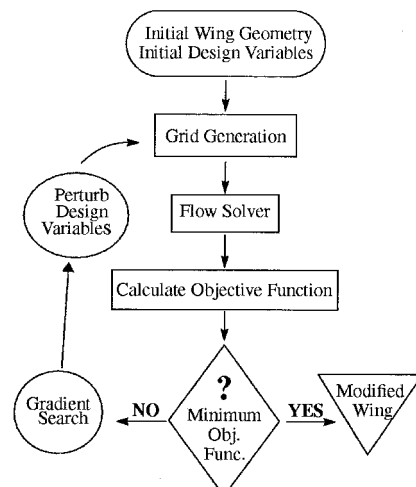 Initial Wing Geometry
Initial Design Variables
Grid Generation
Perturb
Design
Variables
Flow Solver
Calculate Objective Function
?
Minimum
Obj.
Func.
NO
YES
Gradient
Search
Modified
Wing